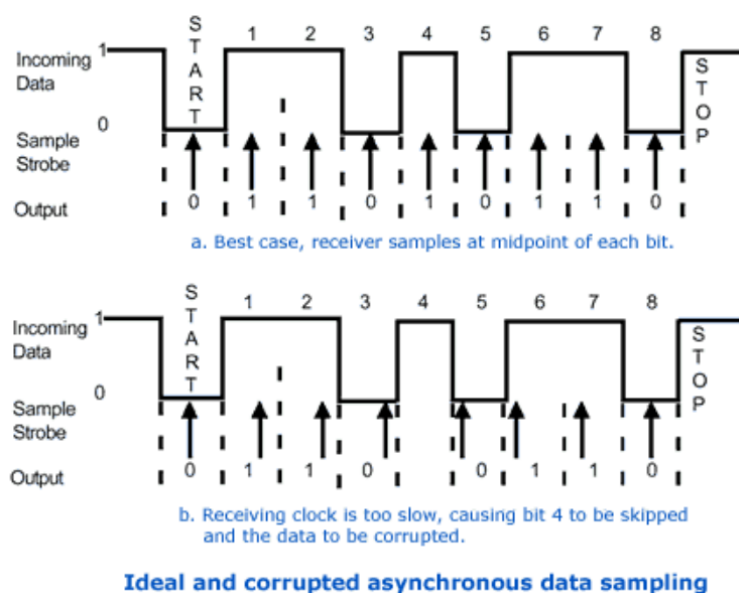 START
1 2 3 4 5 6 7 8
STOP
Incoming Data
1
0
Sample Strobe
Output 0 1 1 0 1 0 1 1 0
a. Best case, receiver samples at midpoint of each bit.
START
1 2 3 4 5 6 7 8
STOP
Incoming Data
1
0
Sample Strobe
Output 0 1 1 0 0 1 1 0
b. Receiving clock is too slow, causing bit 4 to be skipped
and the data to be corrupted.
Ideal and corrupted asynchronous data sampling